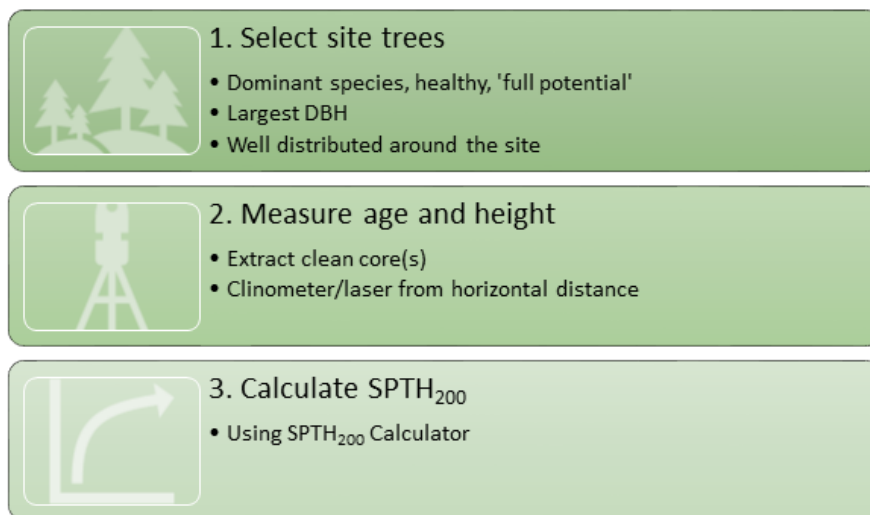 1. Select site trees
• Dominant species, healthy, 'full potential'
• Largest DBH
• Well distributed around the site
2. Measure age and height
• Extract clean core(s)
• Clinometer/laser from horizontal distance
3. Calculate SPTH₂₀₀
• Using SPTH₂₀₀ Calculator